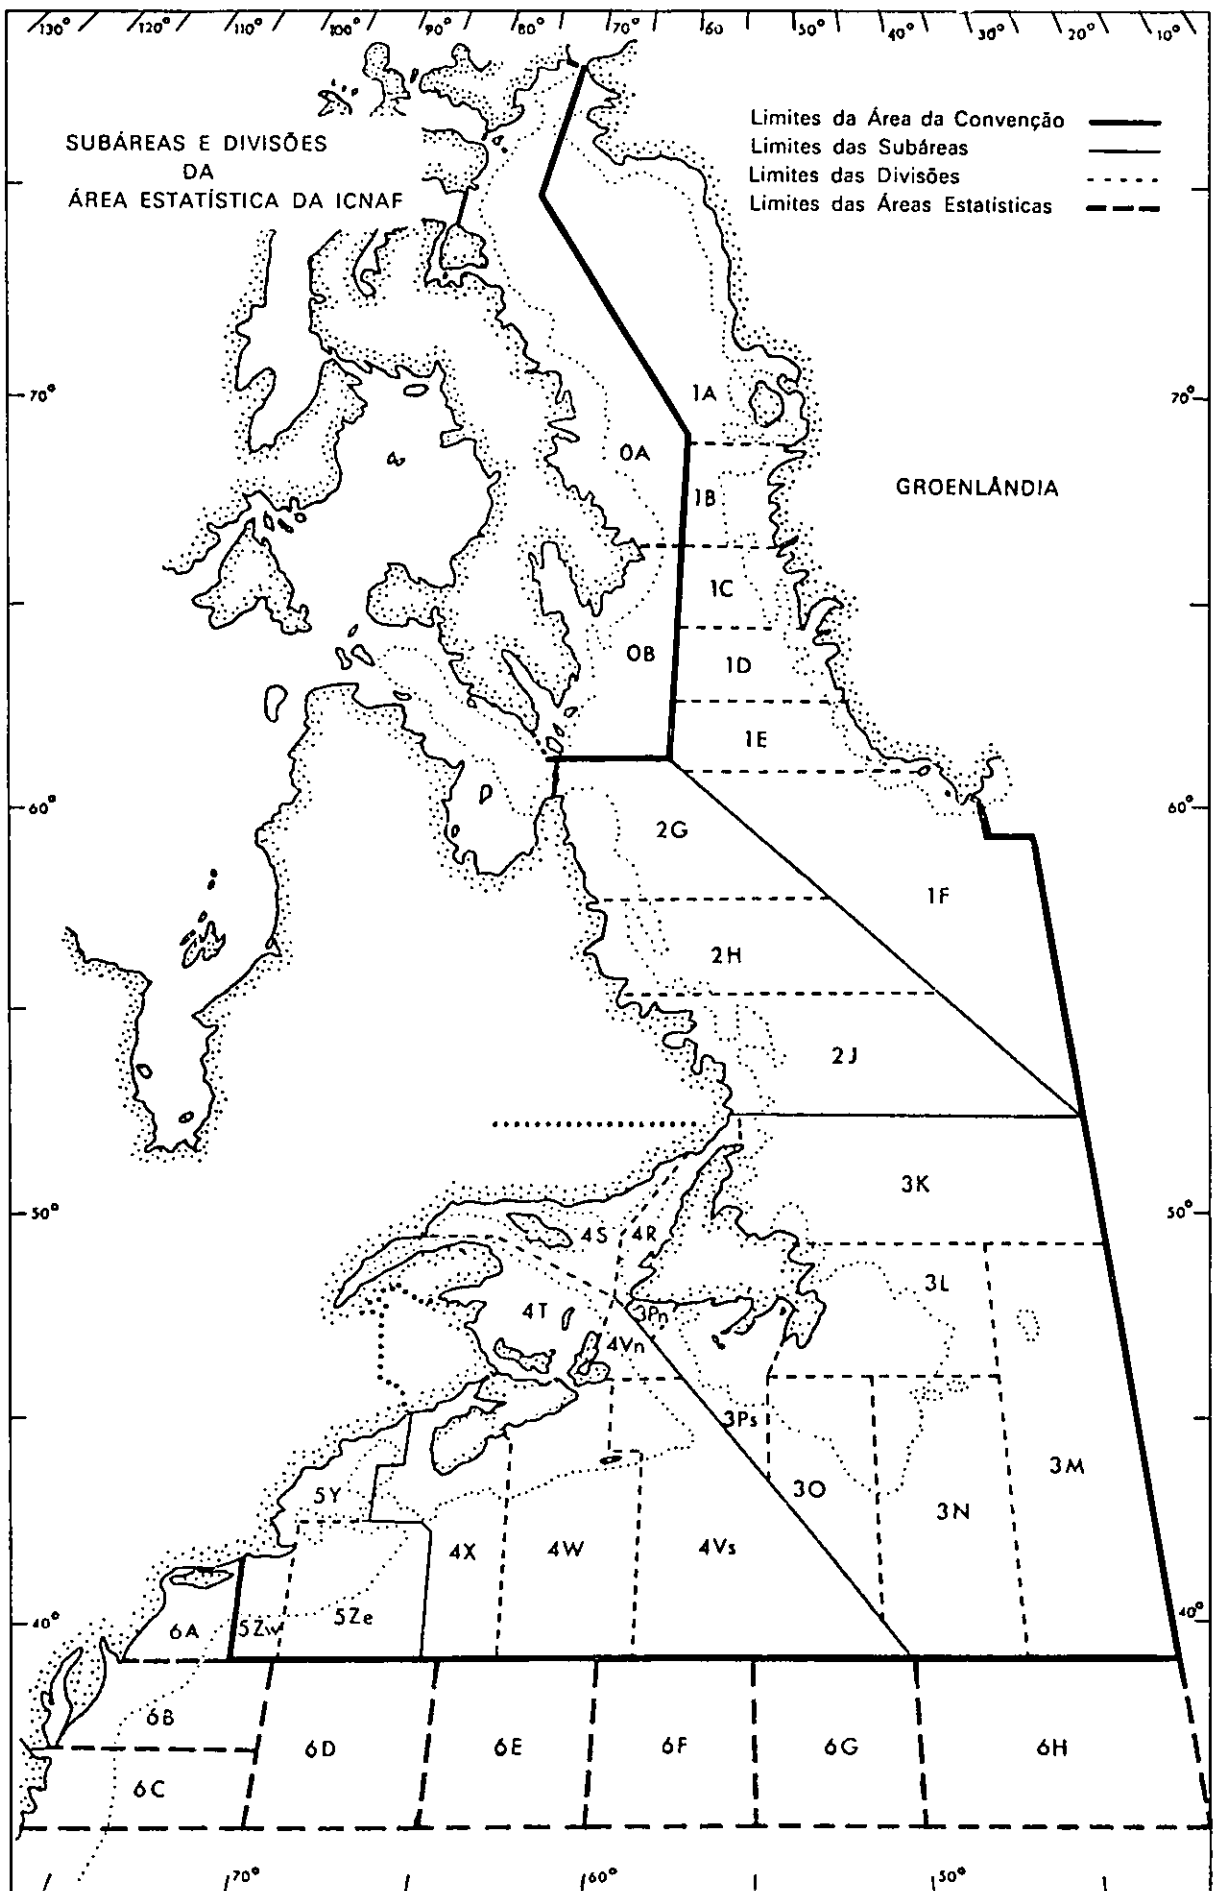 130° 120° 110° 100° 90° 80° 70° 60 50° 40° 30° 20° 10°
SUBÁREAS E DIVISÕES
DA
ÁREA ESTATÍSTICA DA ICNAF
Limites da Área da Convenção
Limites das Subáreas
Limites das Divisões
Limites das Áreas Estatísticas
70° 1A 70°
0A
GROENLÂNDIA
1B
1C
0B 1D
1E
60° 60°
2G
1F
2H
2J
3K
50° 50°
4S 4R
3L
4T 3Pn
4Vn
3Ps
3M
5Y 3O
3N
4X 4W 4Vs
40° 6A 5Zw 5Ze 40°
6B
6D 6E 6F 6G 6H
6C
70° 60° 50°